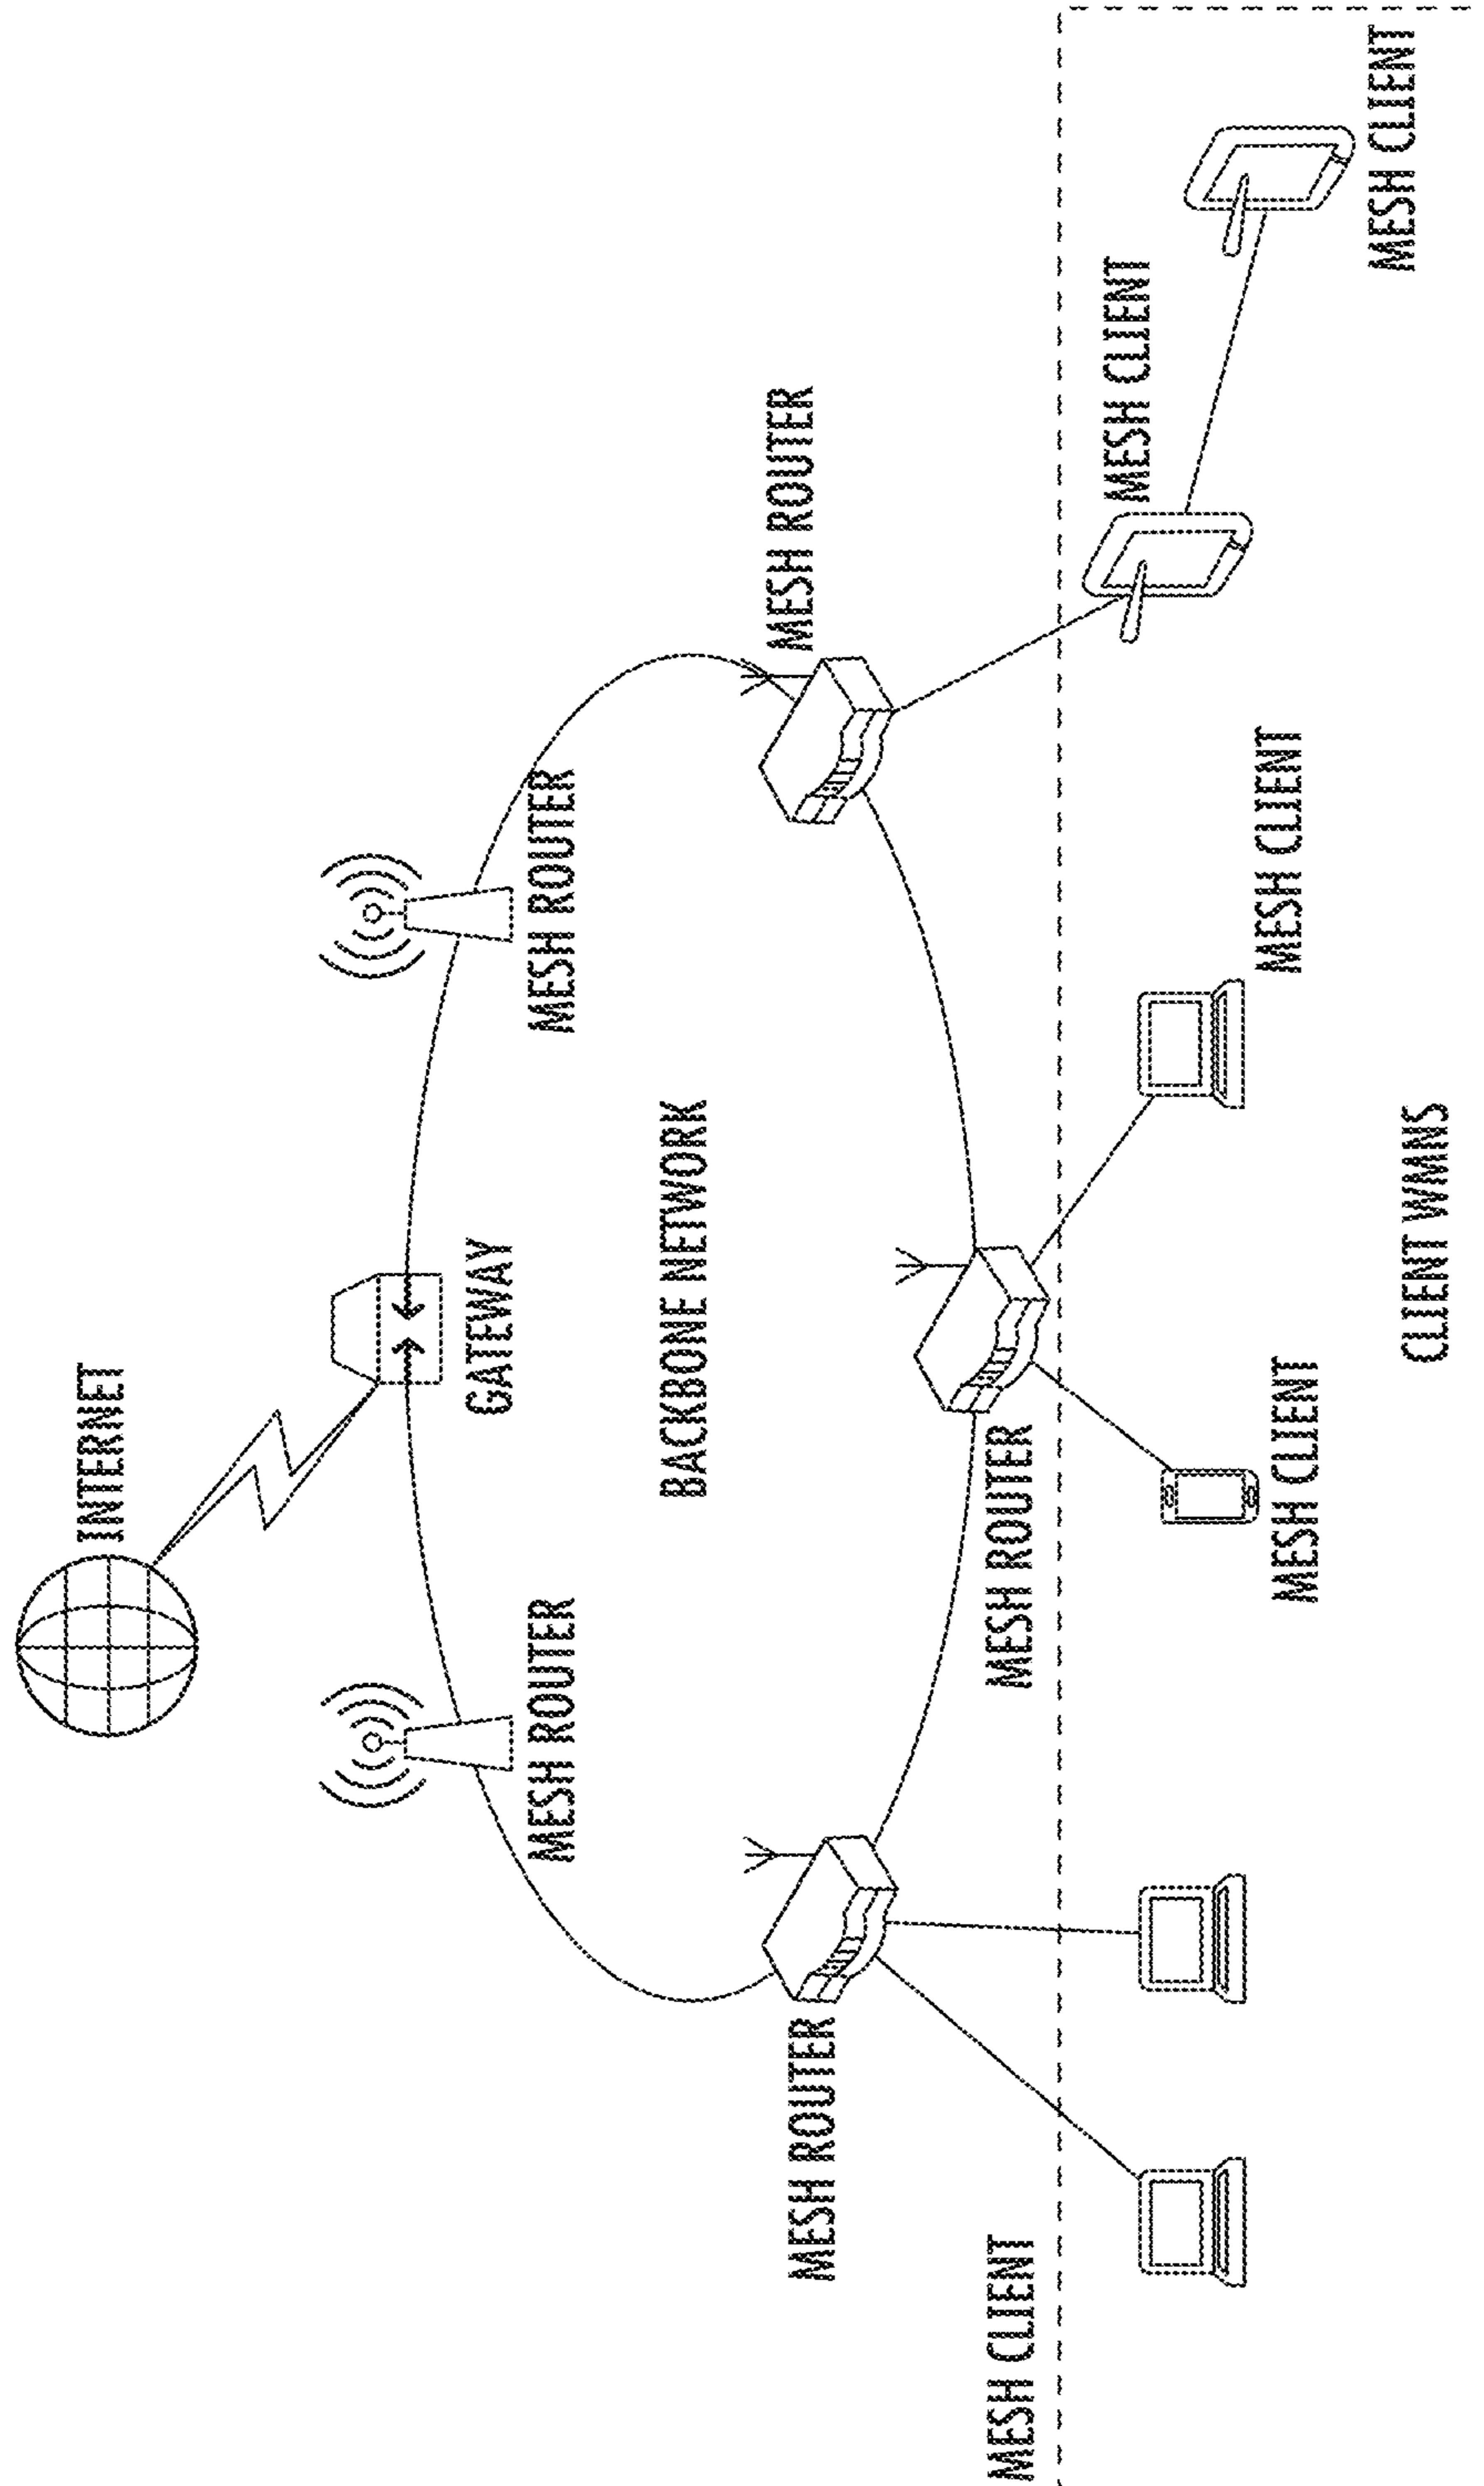 INTERNET
GATEWAY
MESH ROUTER
MESH ROUTER
BACKBONE NETWORK
MESH ROUTER
MESH ROUTER
MESH ROUTER
MESH CLIENT
MESH CLIENT
MESH CLIENT
MESH CLIENT
MESH CLIENT
CLIENT WMNS